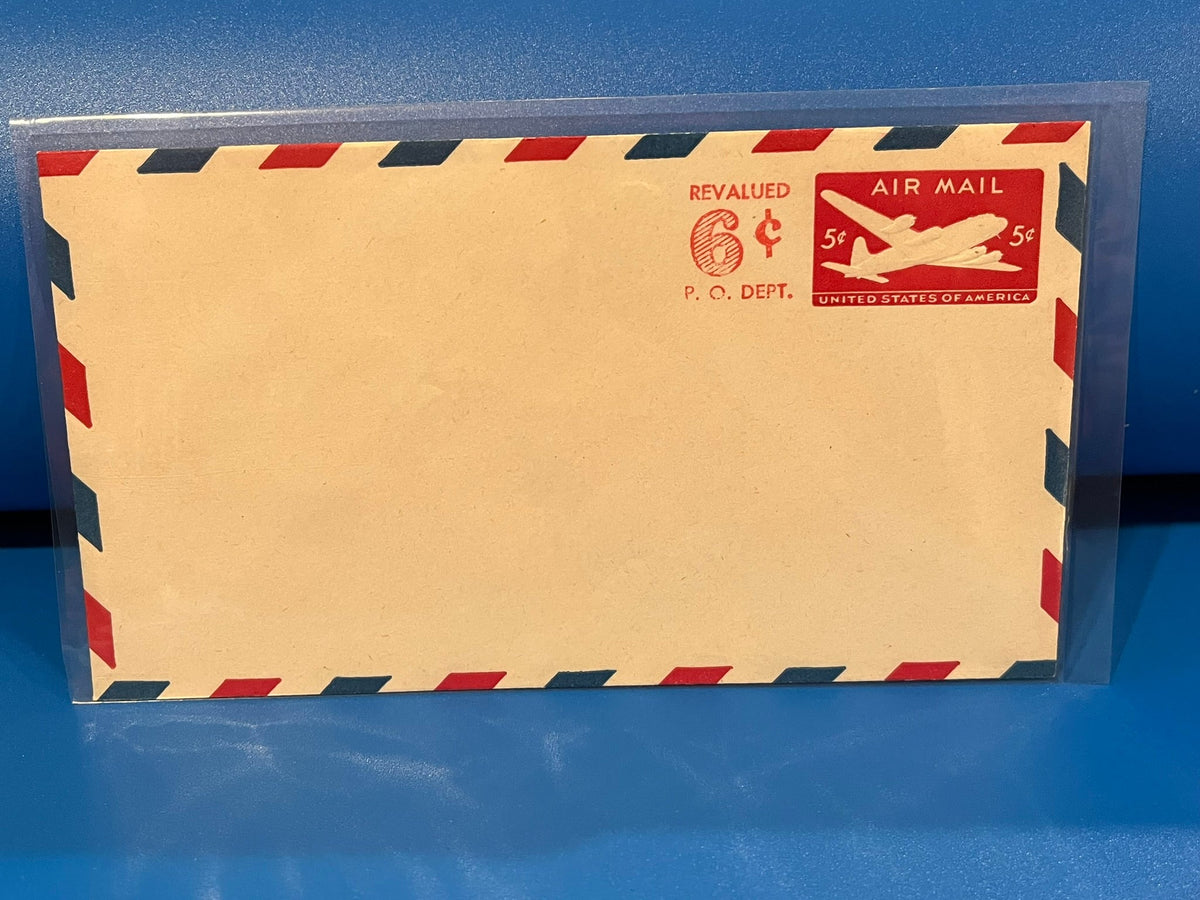 REVALUED
6¢
P. O. DEPT.
AIR MAIL
5¢ 5¢
UNITED STATES OF AMERICA